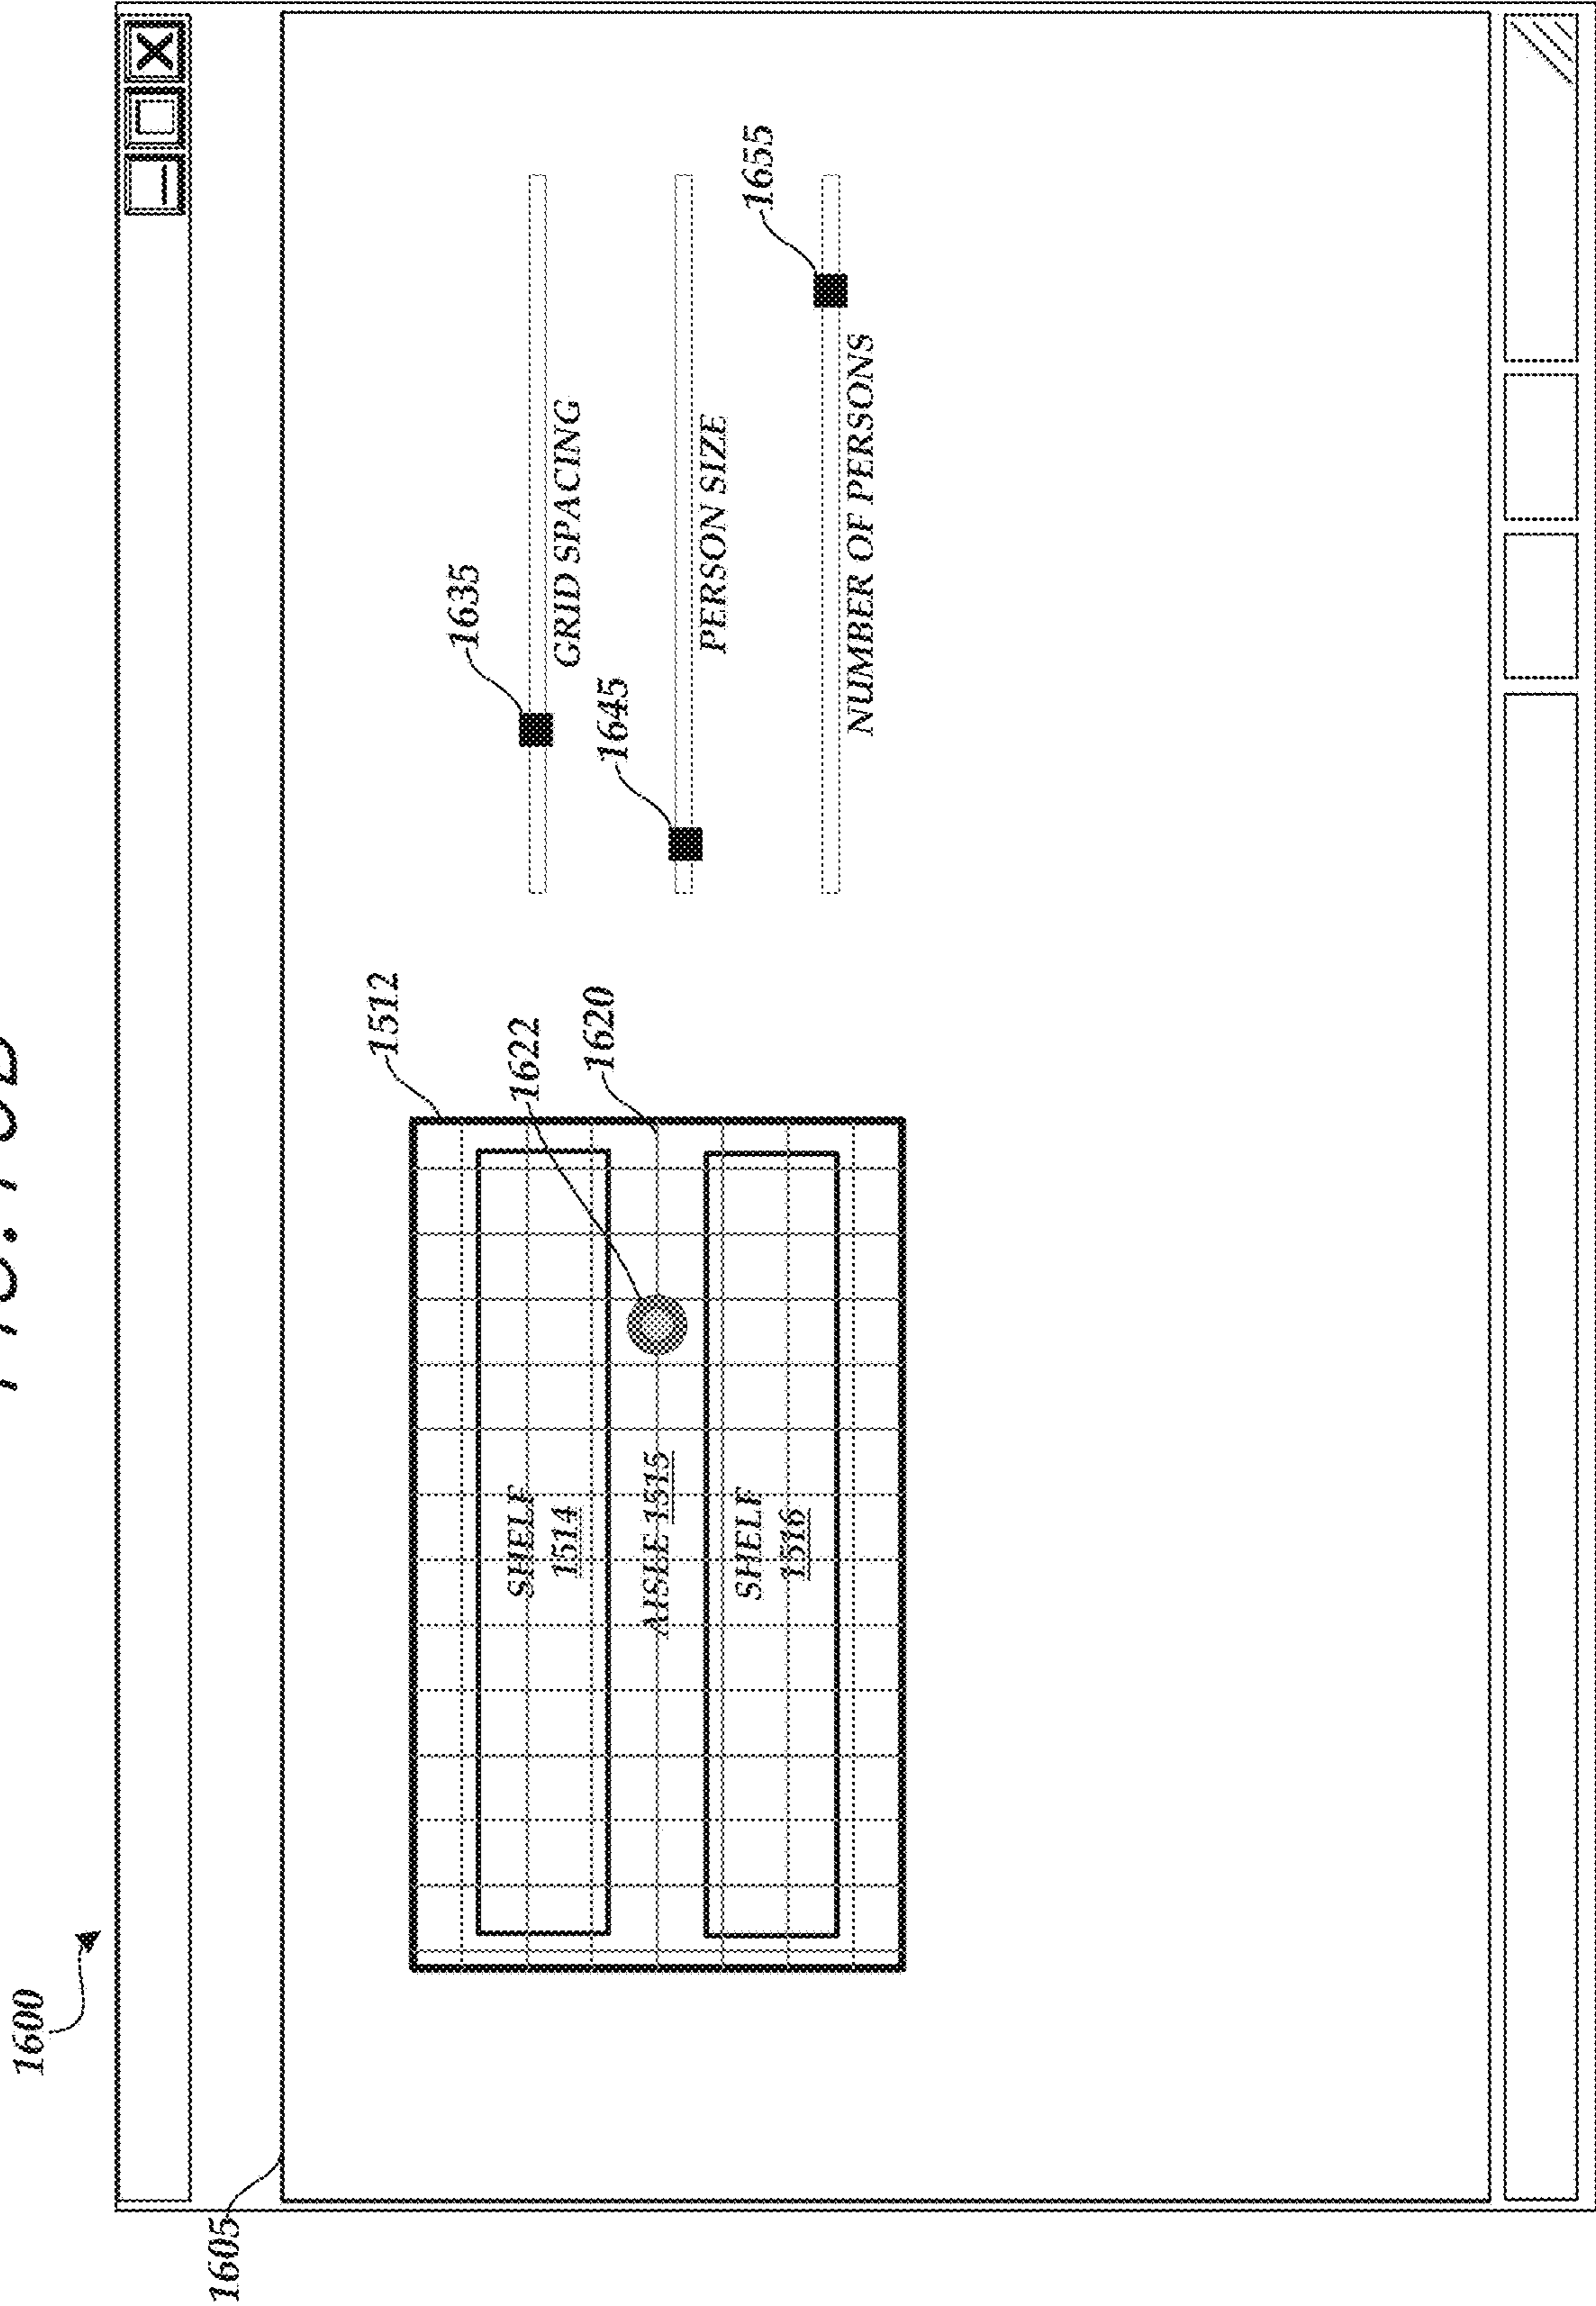 1600
1605
1512
1622
1620
SHELF
1514
AISLE 1515
SHELF
1516
1635
GRID SPACING
1645
PERSON SIZE
1655
NUMBER OF PERSONS